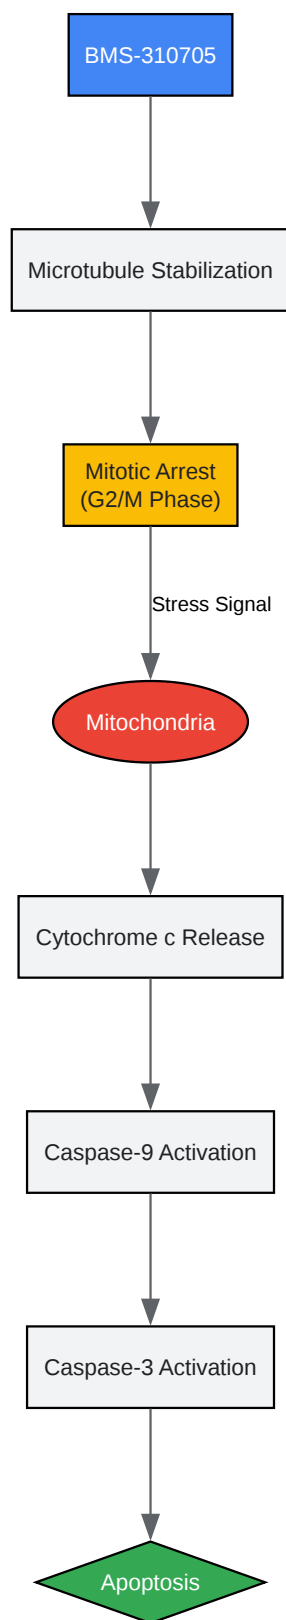 BMS-310705
Microtubule Stabilization
Mitotic Arrest
(G2/M Phase)
Stress Signal
Mitochondria
Cytochrome c Release
Caspase-9 Activation
Caspase-3 Activation
Apoptosis